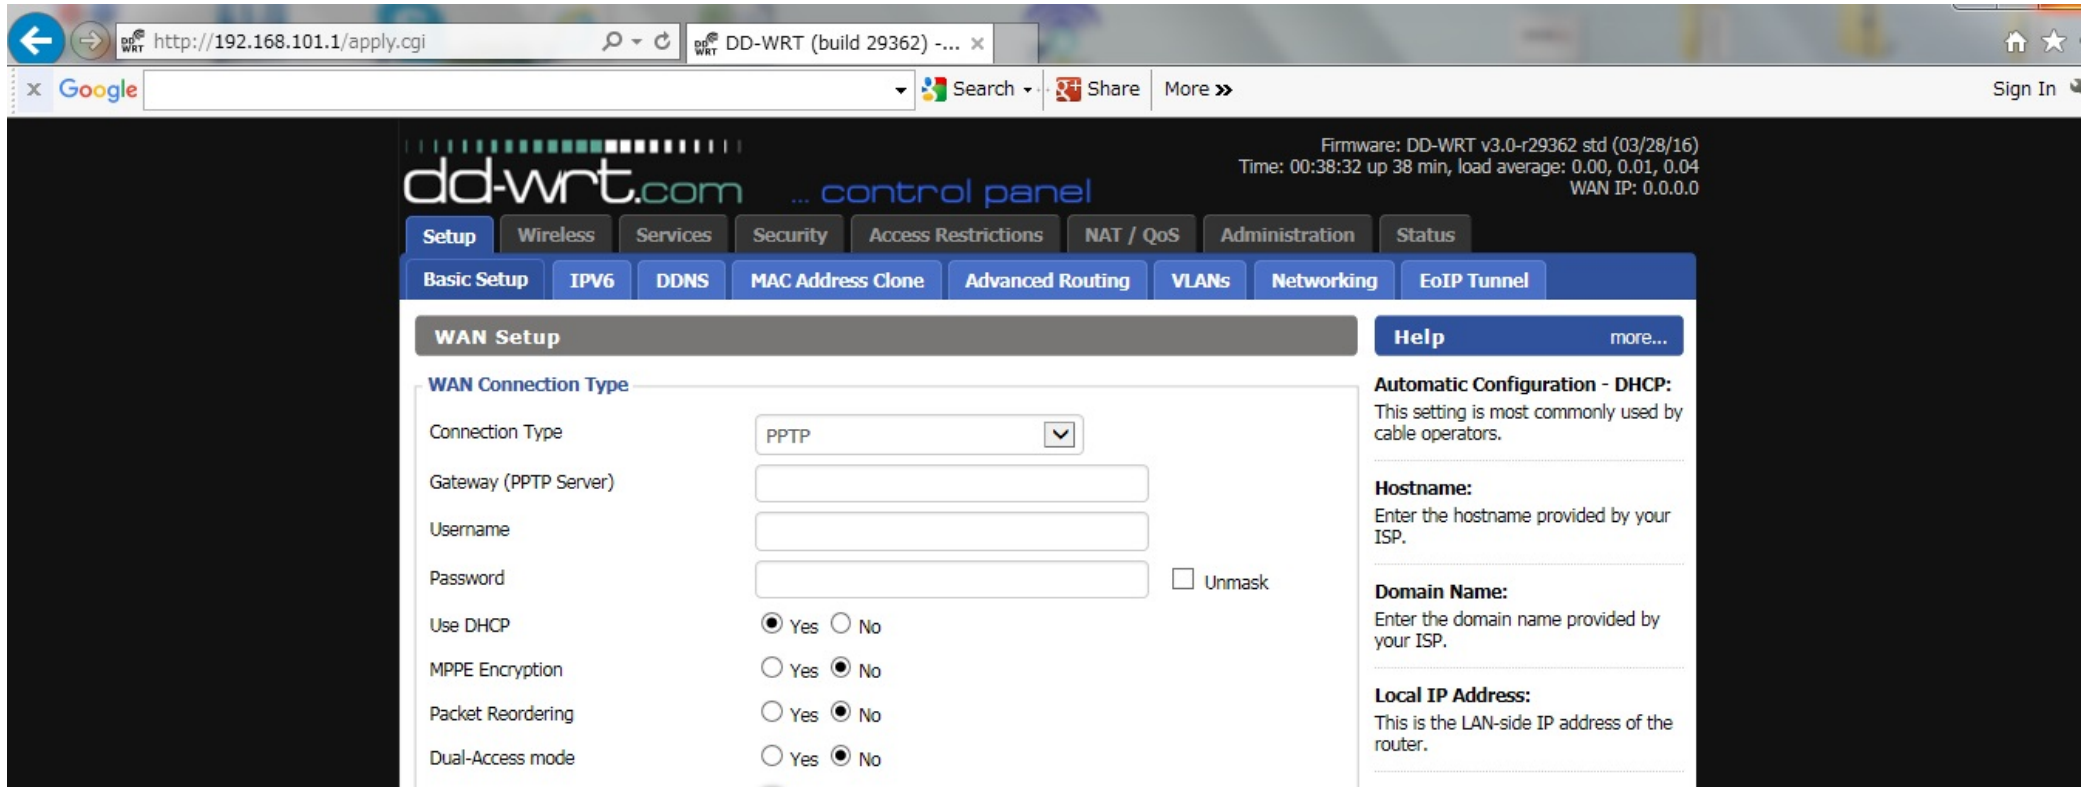 http://192.168.101.1/apply.cgi
DD-WRT (build 29362) -...
x Google Search Share More » Sign In
dd-wrt.com ... control panel
Firmware: DD-WRT v3.0-r29362 std (03/28/16)
Time: 00:38:32 up 38 min, load average: 0.00, 0.01, 0.04
WAN IP: 0.0.0.0
Setup Wireless Services Security Access Restrictions NAT / QoS Administration Status
Basic Setup IPV6 DDNS MAC Address Clone Advanced Routing VLANs Networking EoIP Tunnel
WAN Setup
WAN Connection Type
Connection Type PPTP
Gateway (PPTP Server)
Username
Password Unmask
Use DHCP Yes No
MPPE Encryption Yes No
Packet Reordering Yes No
Dual-Access mode Yes No
Help more...
Automatic Configuration - DHCP:
This setting is most commonly used by
cable operators.
Hostname:
Enter the hostname provided by your
ISP.
Domain Name:
Enter the domain name provided by
your ISP.
Local IP Address:
This is the LAN-side IP address of the
router.